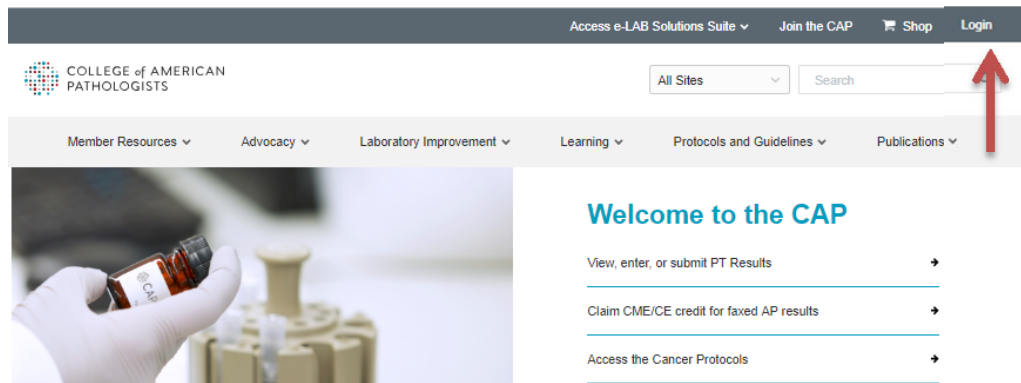 Access e-LAB Solutions Suite Join the CAP Shop Login
COLLEGE of AMERICAN
PATHOLOGISTS
All Sites Search
Member Resources Advocacy Laboratory Improvement Learning Protocols and Guidelines Publications
Welcome to the CAP
View, enter, or submit PT Results
Claim CME/CE credit for faxed AP results
Access the Cancer Protocols
CAP